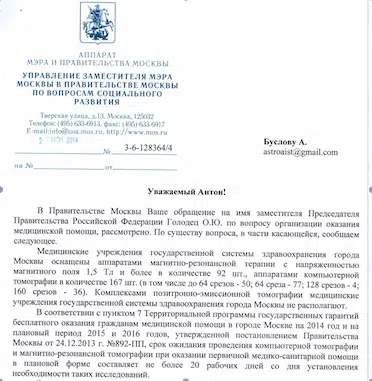 АППАРАТ
МЭРА И ПРАВИТЕЛЬСТВА МОСКВЫ
УПРАВЛЕНИЕ ЗАМЕСТИТЕЛЯ МЭРА
МОСКВЫ В ПРАВИТЕЛЬСТВЕ МОСКВЫ
ПО ВОПРОСАМ СОЦИАЛЬНОГО
РАЗВИТИЯ
Тверская улица, д.13, Москва, 125032
Телефон: (495) 633-6913, факс: (495) 633-6967
http://www.mos.ru
2014 № 3-6-128364/4
на № от
Буслову А.
astroaist@gmail.com
Уважаемый Антон!
В Правительстве Москвы Ваше обращение на имя заместителя Председателя
Правительства Российской Федерации Голодец О.Ю. по вопросу организации оказания
медицинской помощи, рассмотрено. По существу вопроса, в части касающейся, сообщаем
следующее.
Медицинские учреждения государственной системы здравоохранения города
Москвы оснащены аппаратами магнитно-резонансной терапии с напряженностью
магнитного поля 1,5 Тл и более в количестве 92 шт., аппаратами компьютерной
томографии в количестве 167 шт. (в том числе до 64 срезов - 50; 64 среза - 77; 128 срезов - 4;
160 срезов - 36). Комплексами позитронно-эмиссионной томографии медицинские
учреждения государственной системы здравоохранения города Москвы не располагают.
В соответствии с пунктом 7 Территориальной программы государственных гарантий
бесплатного оказания гражданам медицинской помощи в городе Москве на 2014 год и на
плановый период 2015 и 2016 годов, утвержденной постановлением Правительства
Москвы от 24.12.2013 г. №892-ПП, срок ожидания проведения компьютерной томографии
и магнитно-резонансной томографии при оказании первичной медико-санитарной помощи
в плановой форме составляет не более 20 рабочих дней со дня установления
необходимости таких исследований.